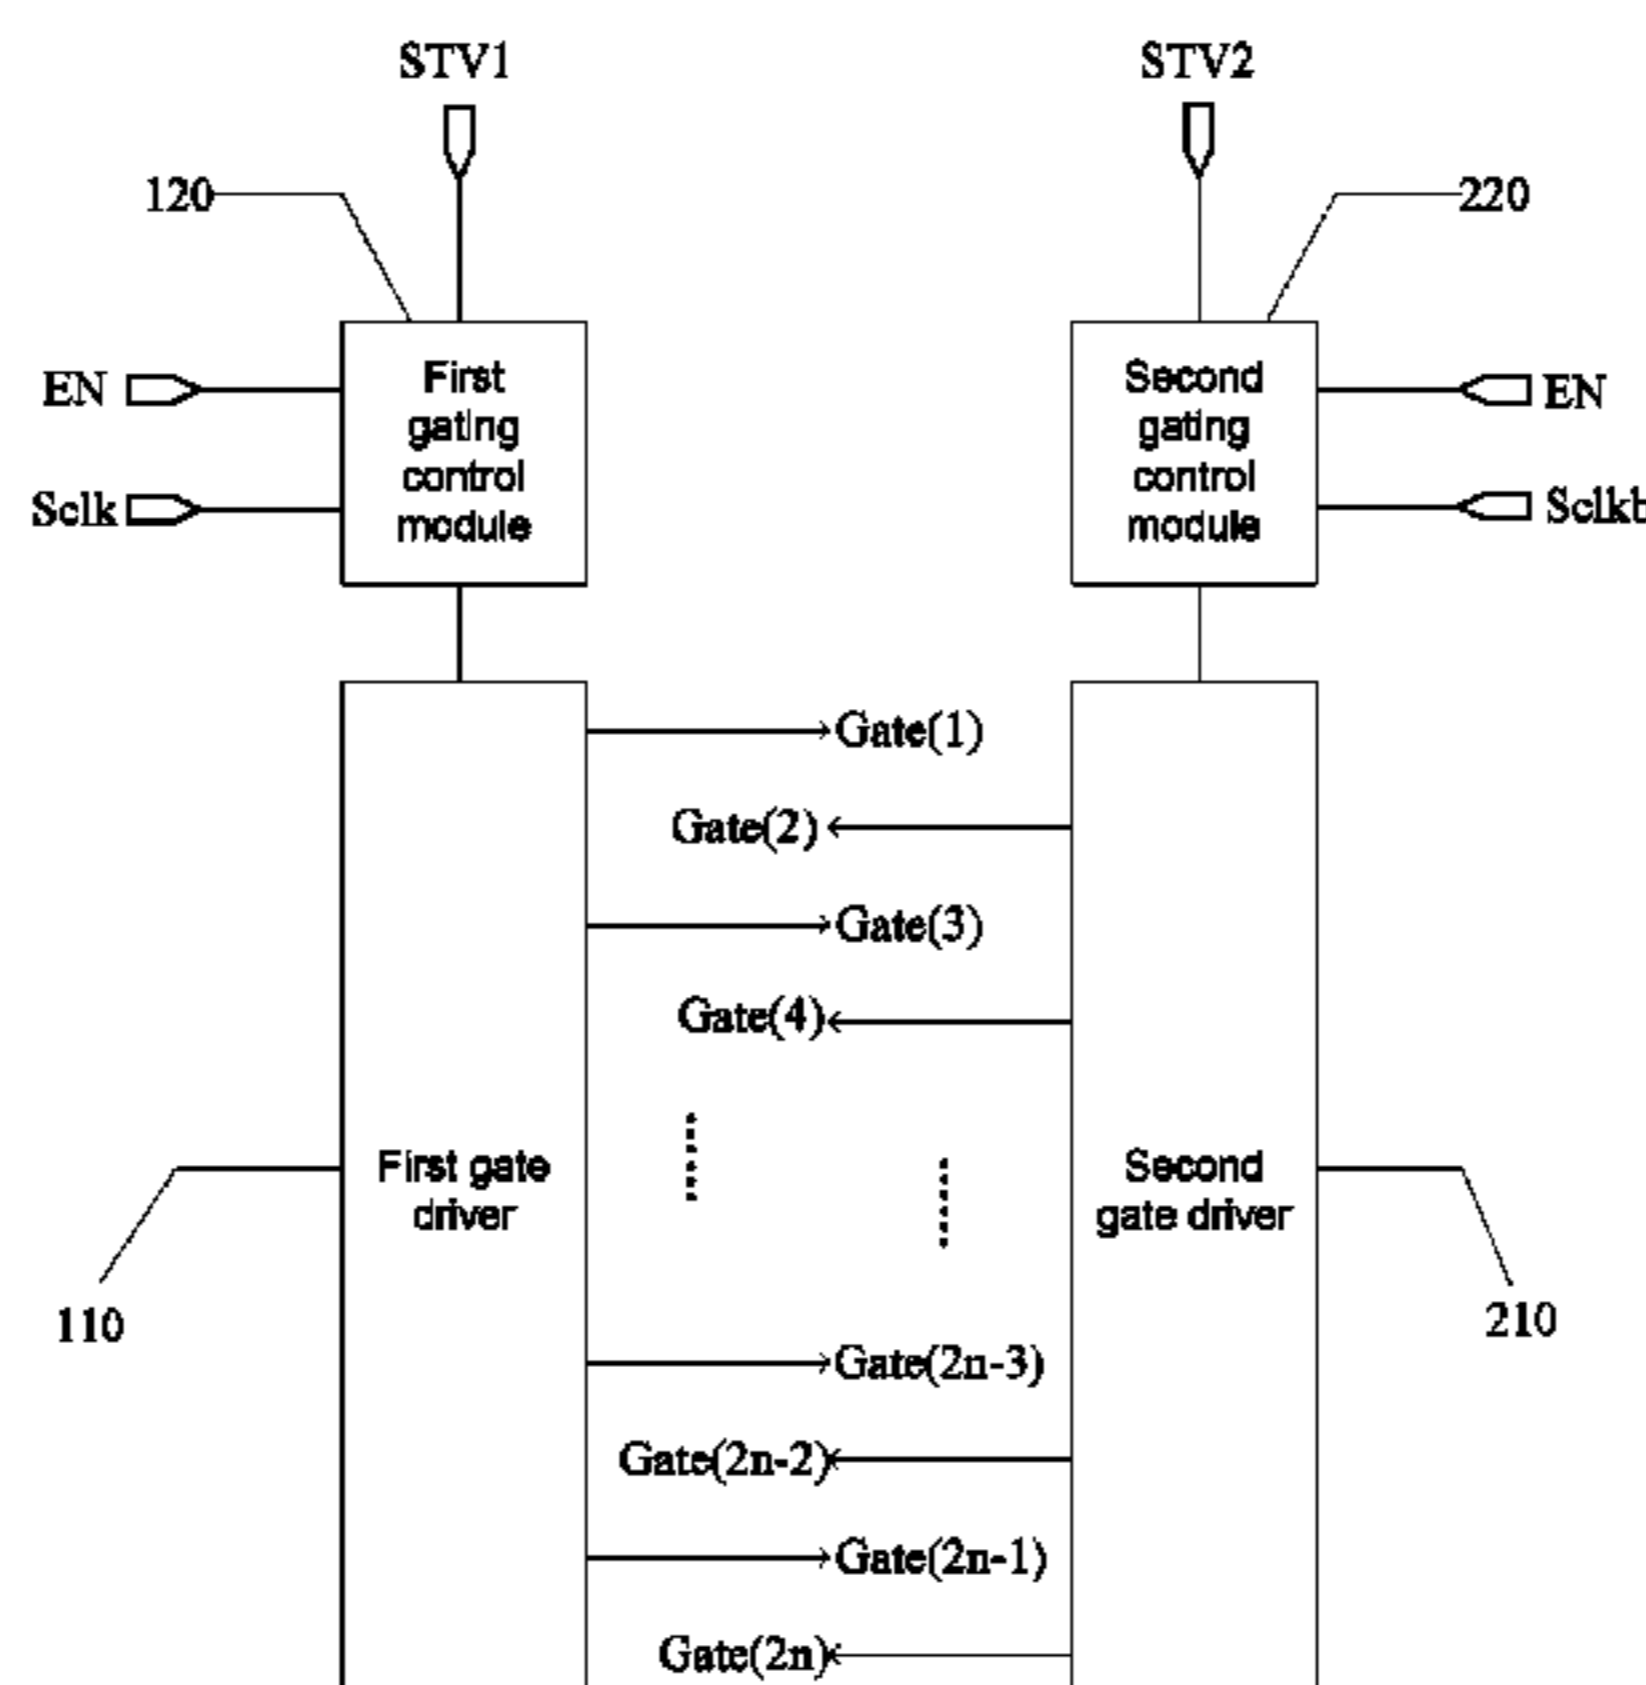 STV1
STV2
120
220
EN
First
gating
control
module
Second
gating
control
module
EN
Sclk
Sclkb
Gate(1)
Gate(2)
Gate(3)
Gate(4)
First gate
driver
Second
gate driver
110
210
Gate(2n-3)
Gate(2n-2)
Gate(2n-1)
Gate(2n)